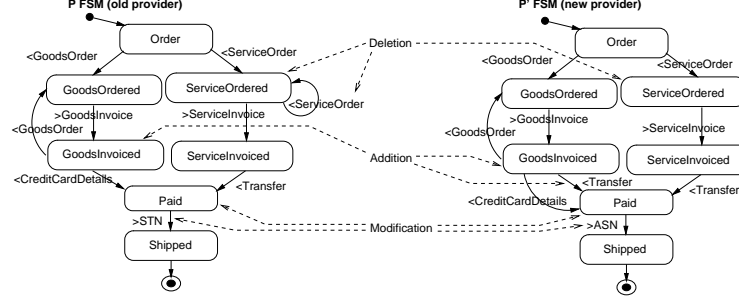 P FSM (old provider)
P' FSM (new provider)
Order
<GoodsOrder
<ServiceOrder
GoodsOrdered
ServiceOrdered
<ServiceOrder
>GoodsInvoice
>ServiceInvoice
<GoodsOrder
GoodsInvoiced
ServiceInvoiced
<CreditCardDetails
<Transfer
Paid
>STN
Shipped
Deletion
Addition
Modification
Order
<GoodsOrder
<ServiceOrder
GoodsOrdered
ServiceOrdered
>GoodsInvoice
>ServiceInvoice
<GoodsOrder
GoodsInvoiced
ServiceInvoiced
<Transfer
<Transfer
<CreditCardDetails
Paid
>ASN
Shipped